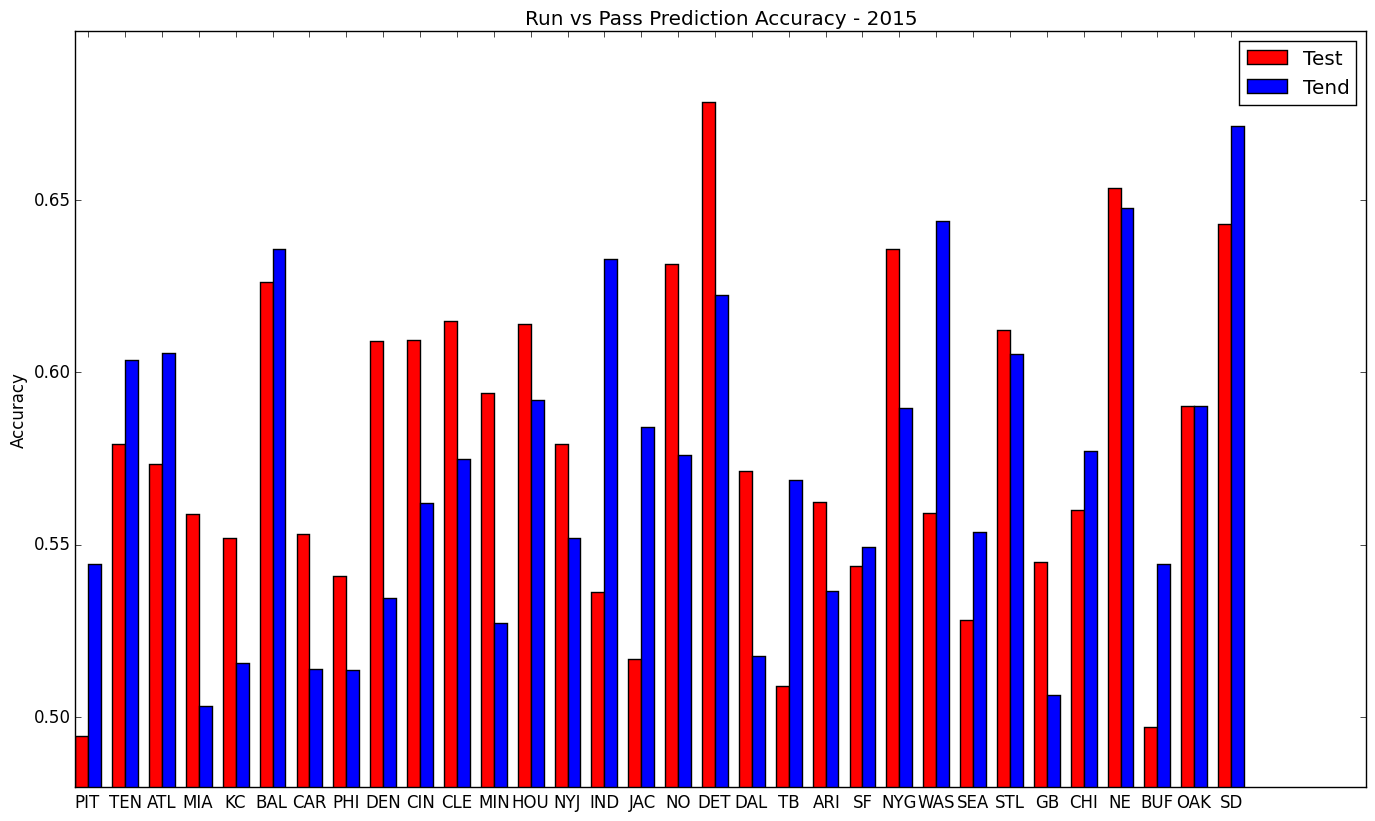 Run vs Pass Prediction Accuracy - 2015
Test
Tend
Accuracy
0.65
0.60
0.55
0.50
PIT TEN ATL MIA KC BAL CAR PHI DEN CIN CLE MIN HOU NYJ IND JAC NO DET DAL TB ARI SF NYG WAS SEA STL GB CHI NE BUF OAK SD